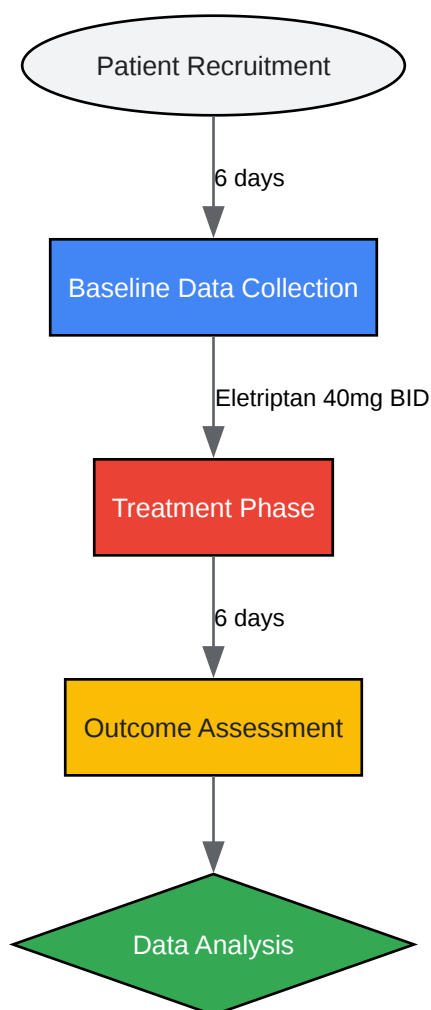 Patient Recruitment
6 days
Baseline Data Collection
Eletriptan 40mg BID
Treatment Phase
6 days
Outcome Assessment
Data Analysis